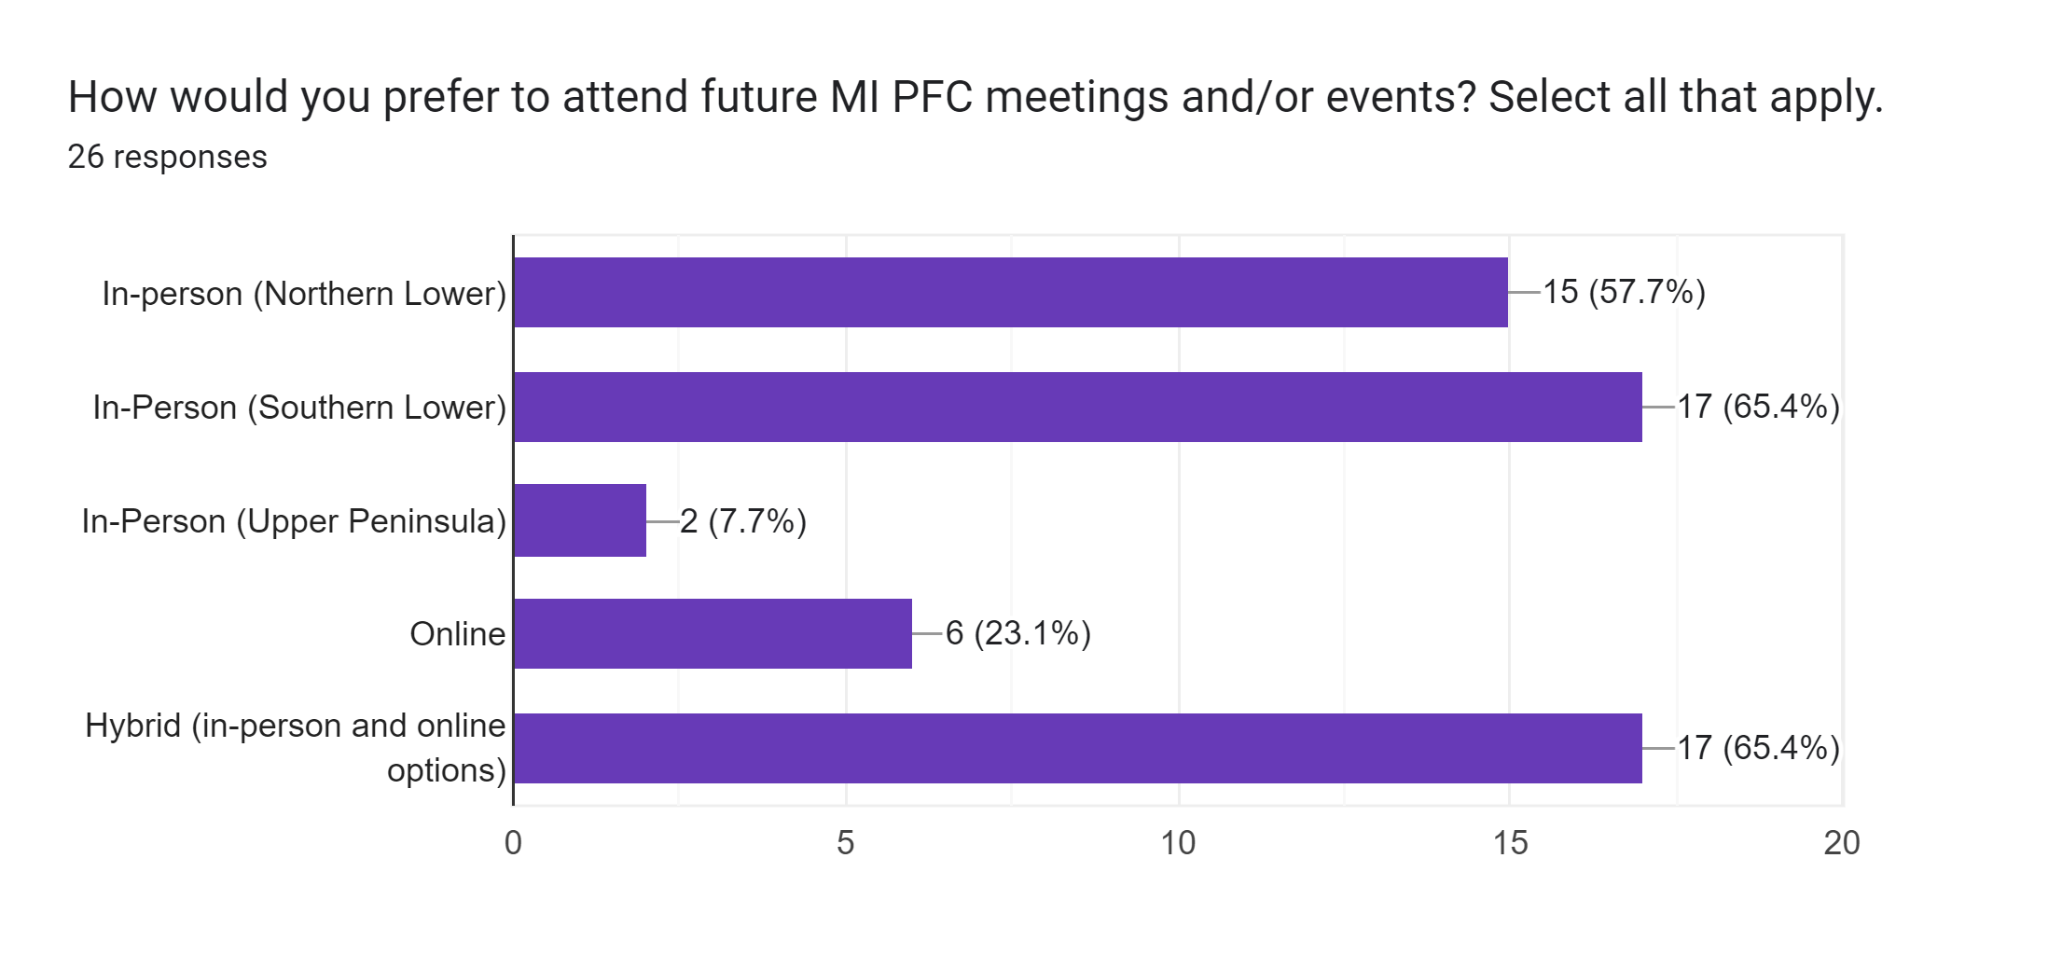 How would you prefer to attend future MI PFC meetings and/or events? Select all that apply.
26 responses
In-person (Northern Lower)
15 (57.7%)
In-Person (Southern Lower)
17 (65.4%)
In-Person (Upper Peninsula)
2 (7.7%)
Online
6 (23.1%)
Hybrid (in-person and online
options)
17 (65.4%)
0
5
10
15
20